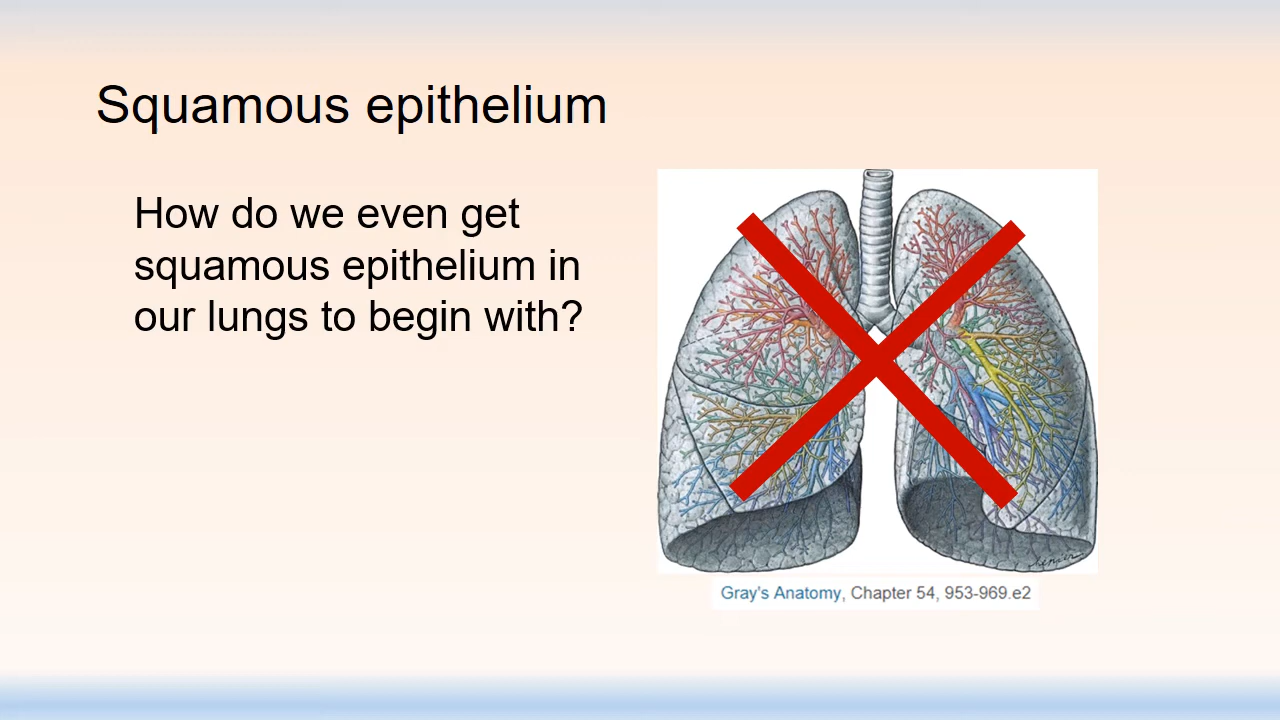 Squamous epithelium
How do we even get
squamous epithelium in
our lungs to begin with?
Gray's Anatomy, Chapter 54, 953-969.e2